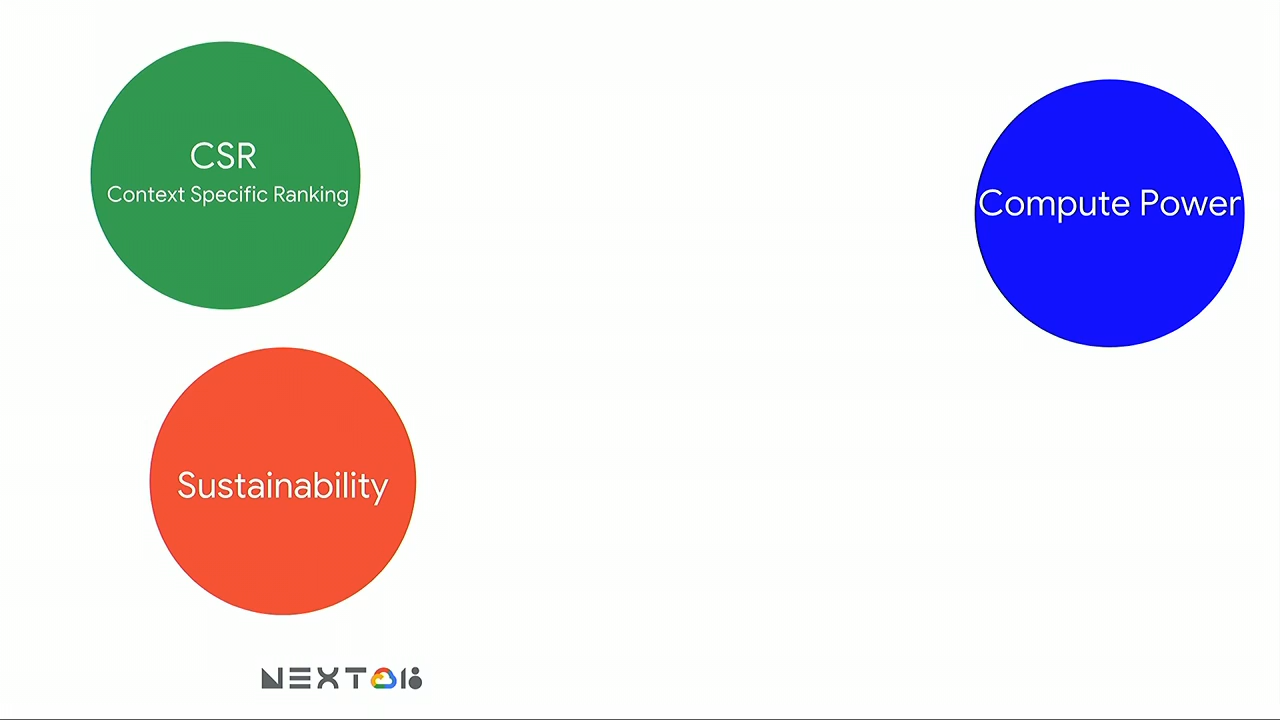 CSR
Context Specific Ranking
Compute Power
Sustainability
NEXT 18